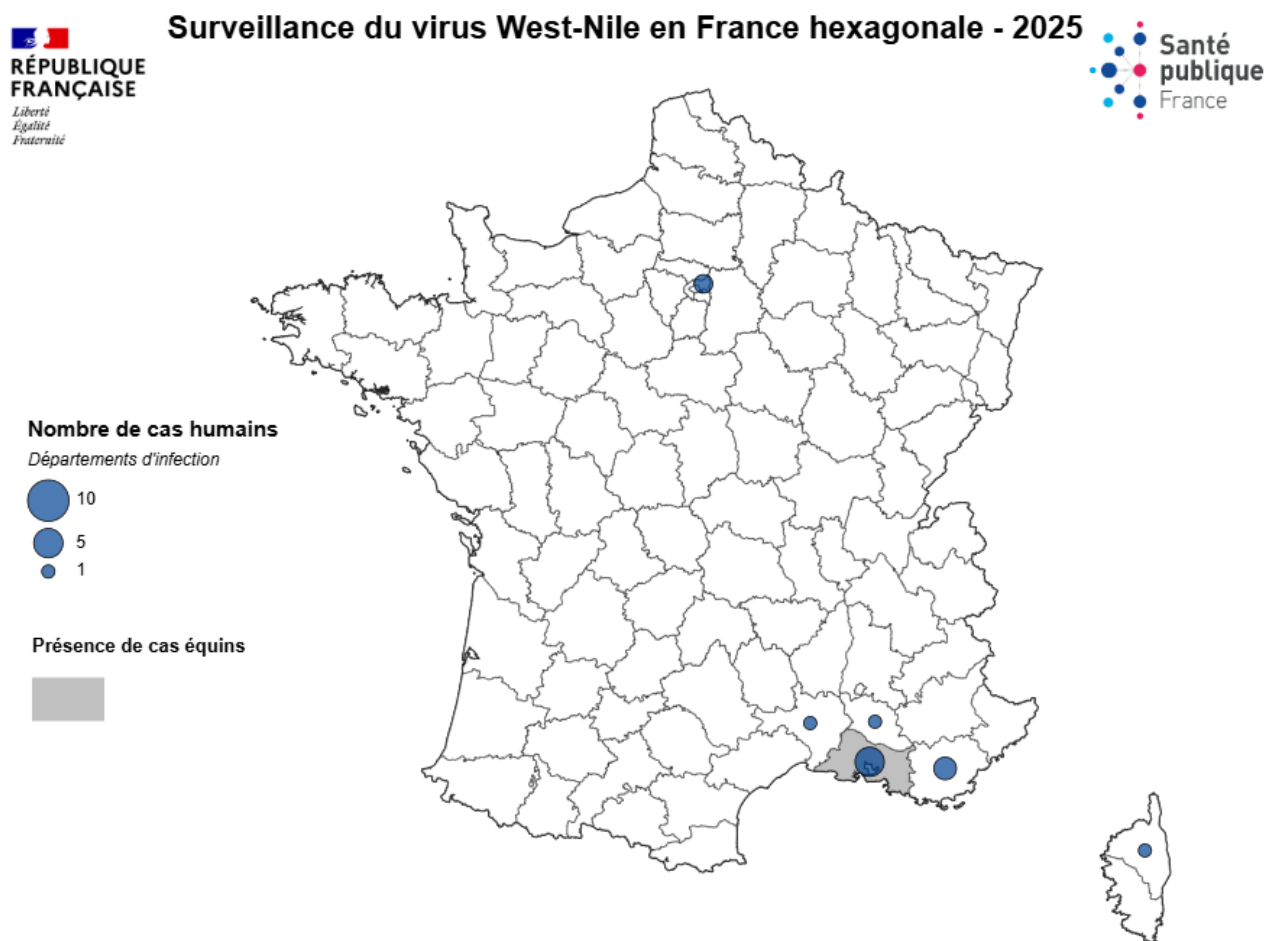 Surveillance du virus West-Nile en France hexagonale - 2025
RÉPUBLIQUE
FRANÇAISE
Liberté
Égalité
Fraternité
Santé
publique
France
Nombre de cas humains
Départements d'infection
10
5
1
Présence de cas équins